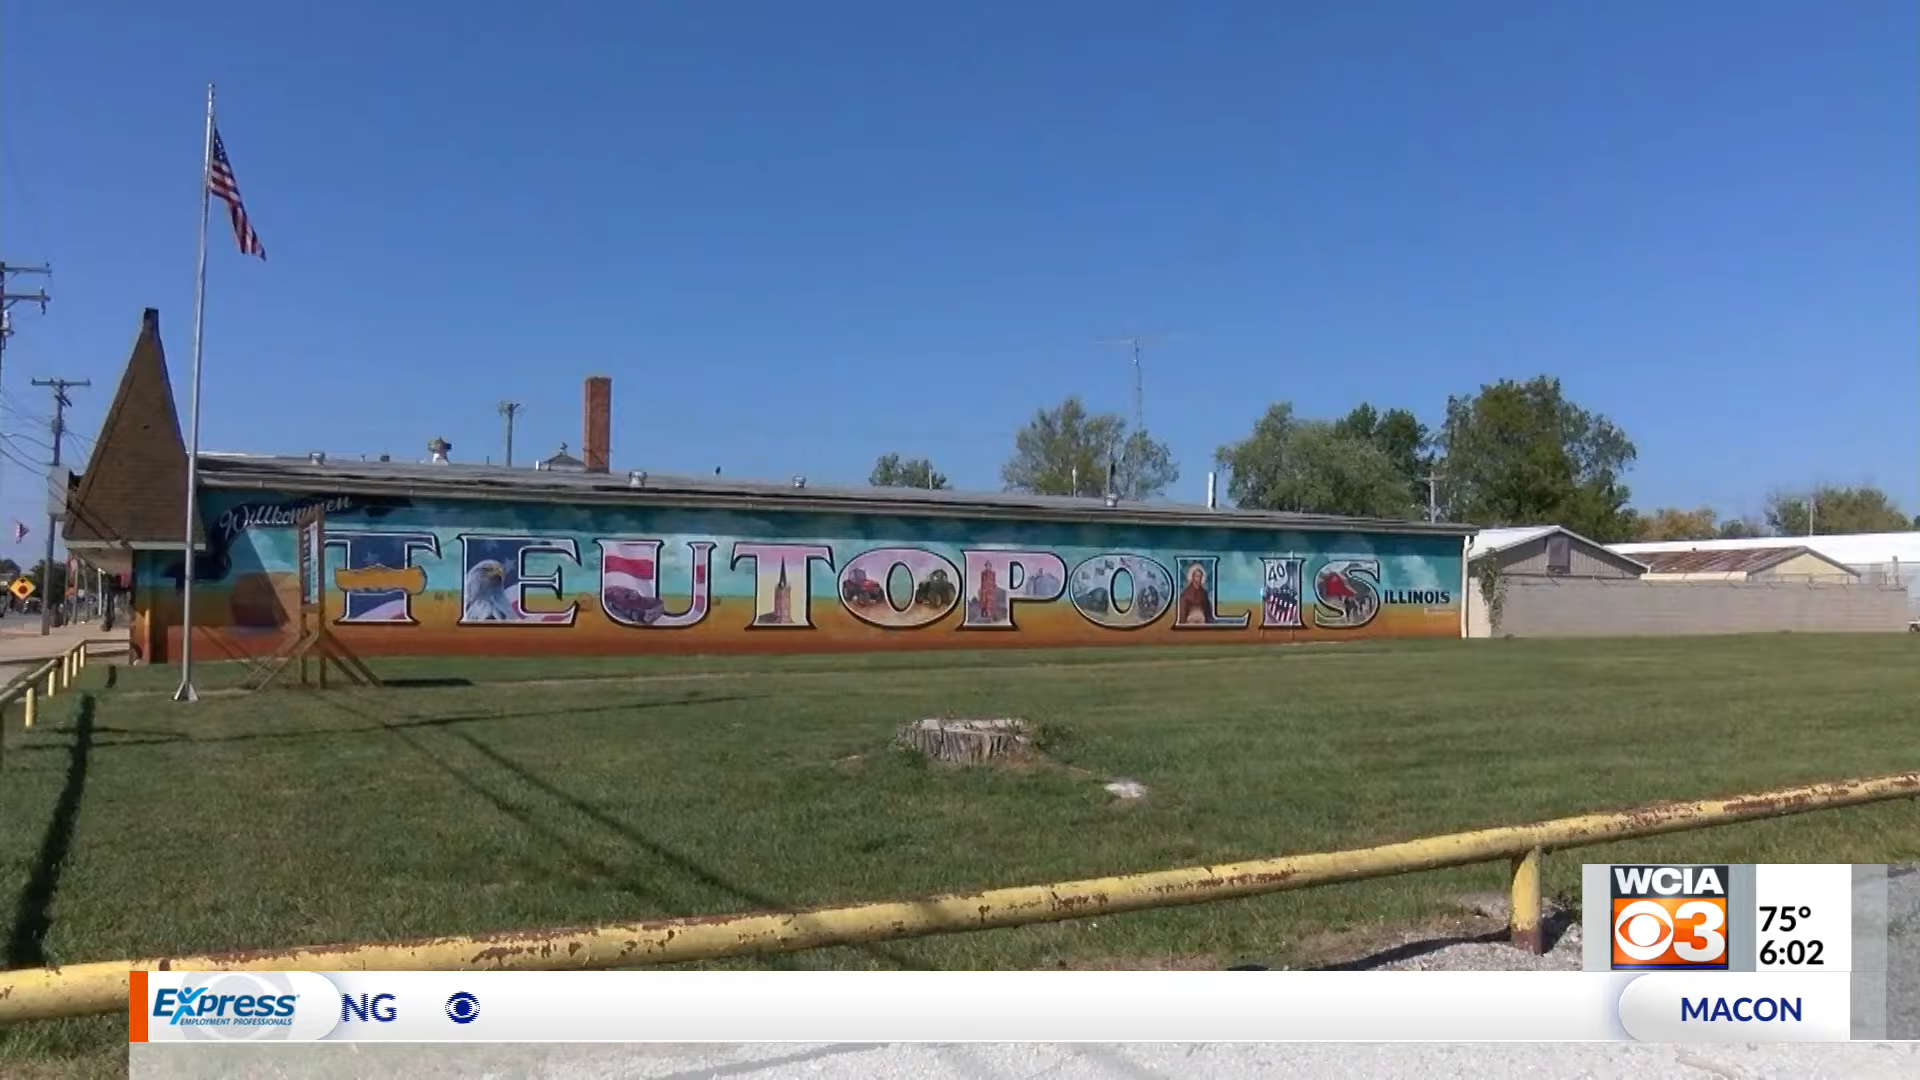 Willkommen
TEUTOPOLIS
40
ILLINOIS
WCIA
3
75°
6:02
Express
EMPLOYMENT PROFESSIONALS
NG
MACON